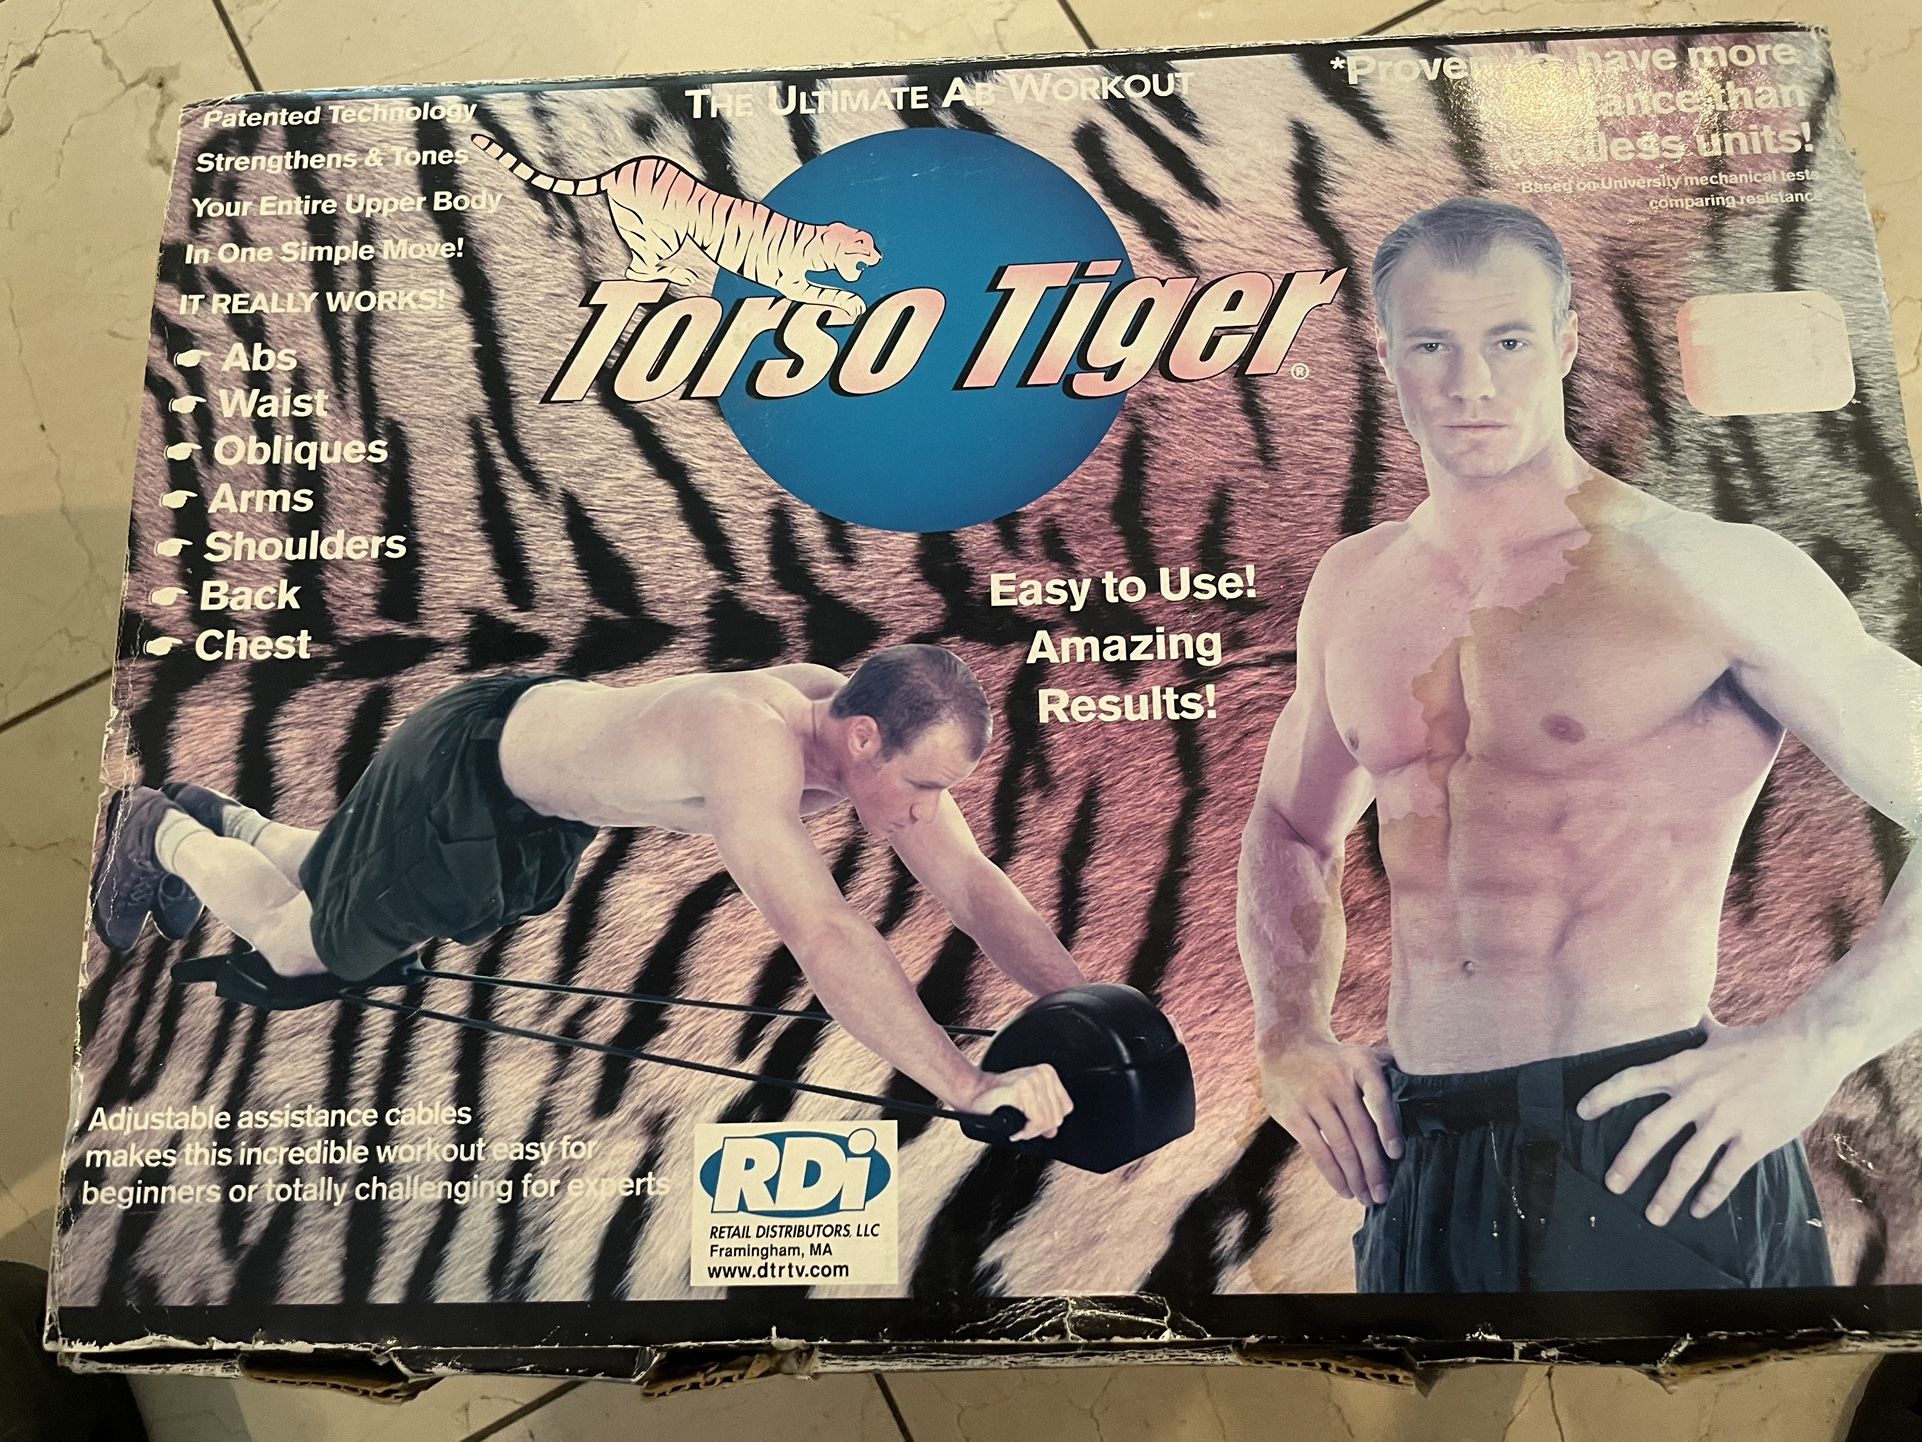 Patented Technology
Strengthens & Tones
Your Entire Upper Body
In One Simple Move!
IT REALLY WORKS!
Abs
Waist
Obliques
Arms
Shoulders
Back
Chest
THE ULTIMATE AB WORKOUT
Torso Tiger®
*Proven to have more
than
units!
*Based on University mechanical tests
comparing resistance
Easy to Use!
Amazing
Results!
Adjustable assistance cables
makes this incredible workout easy for
beginners or totally challenging for experts
RDi
RETAIL DISTRIBUTORS, LLC
Framingham, MA
www.dtrtv.com